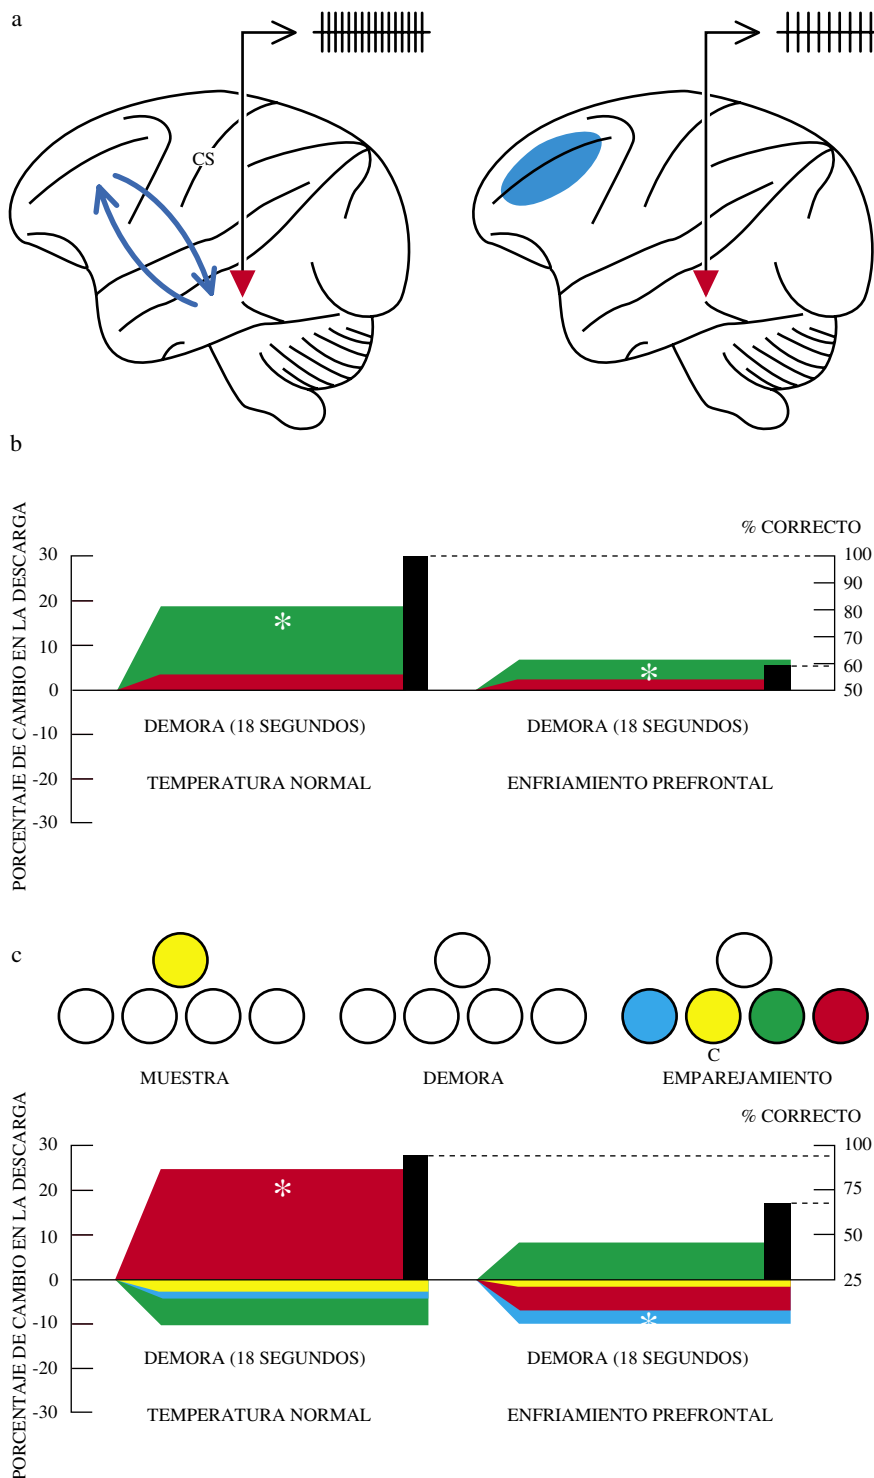 a
CS
b
PORCENTAJE DE CAMBIO EN LA DESCARGA
% CORRECTO
30
20
10
0
-10
-20
-30
*
*
100
90
80
70
60
50
DEMORA (18 SEGUNDOS)
DEMORA (18 SEGUNDOS)
TEMPERATURA NORMAL
ENFRIAMIENTO PREFRONTAL
c
C
MUESTRA
DEMORA
EMPAREJAMIENTO
PORCENTAJE DE CAMBIO EN LA DESCARGA
% CORRECTO
30
20
10
0
-10
-20
-30
*
*
100
75
50
25
DEMORA (18 SEGUNDOS)
DEMORA (18 SEGUNDOS)
TEMPERATURA NORMAL
ENFRIAMIENTO PREFRONTAL